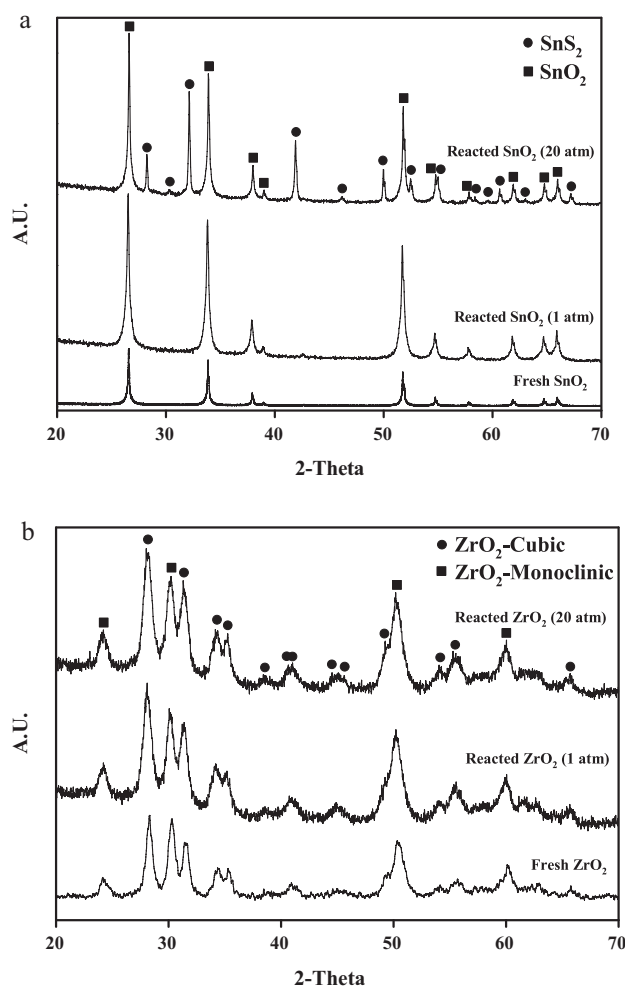 a
● SnS₂
■ SnO₂
Reacted SnO₂ (20 atm)
Reacted SnO₂ (1 atm)
Fresh SnO₂
A.U.
20 30 40 50 60 70
2-Theta
b
● ZrO₂-Cubic
■ ZrO₂-Monoclinic
Reacted ZrO₂ (20 atm)
Reacted ZrO₂ (1 atm)
Fresh ZrO₂
A.U.
20 30 40 50 60 70
2-Theta